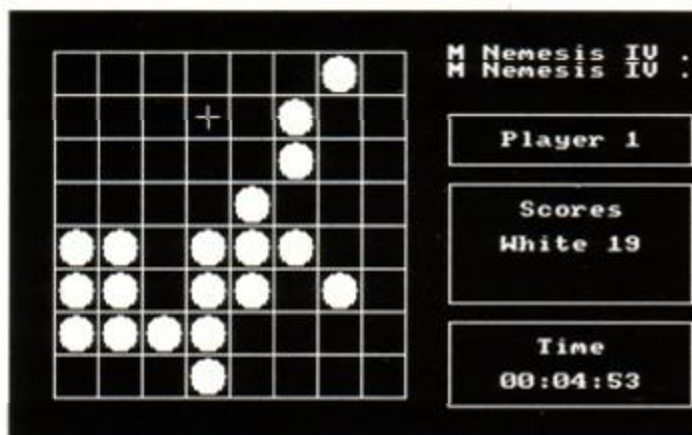 M Nemesis IV .
M Nemesis IV .
Player 1
Scores
White 19
Time
00:04:53